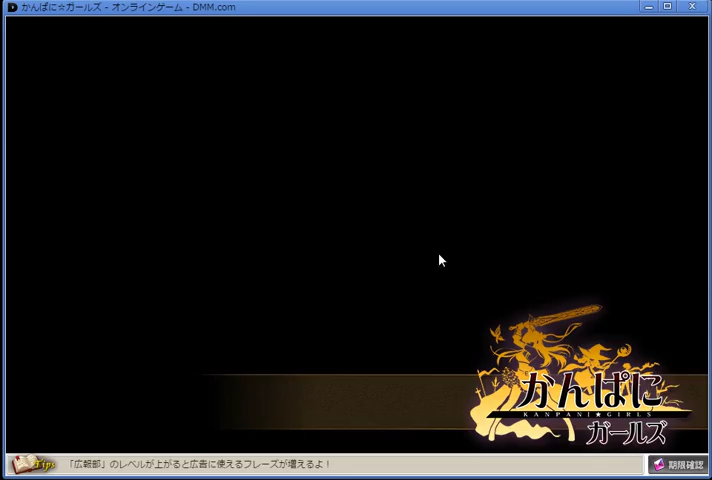 かんぱに☆ガールズ - オンラインゲーム - DMM.com
かんぱに
KANPANI★GIRLS
ガールズ
Tips
「広報部」のレベルが上がると広告に使えるフレーズが増えるよ！
期限確認